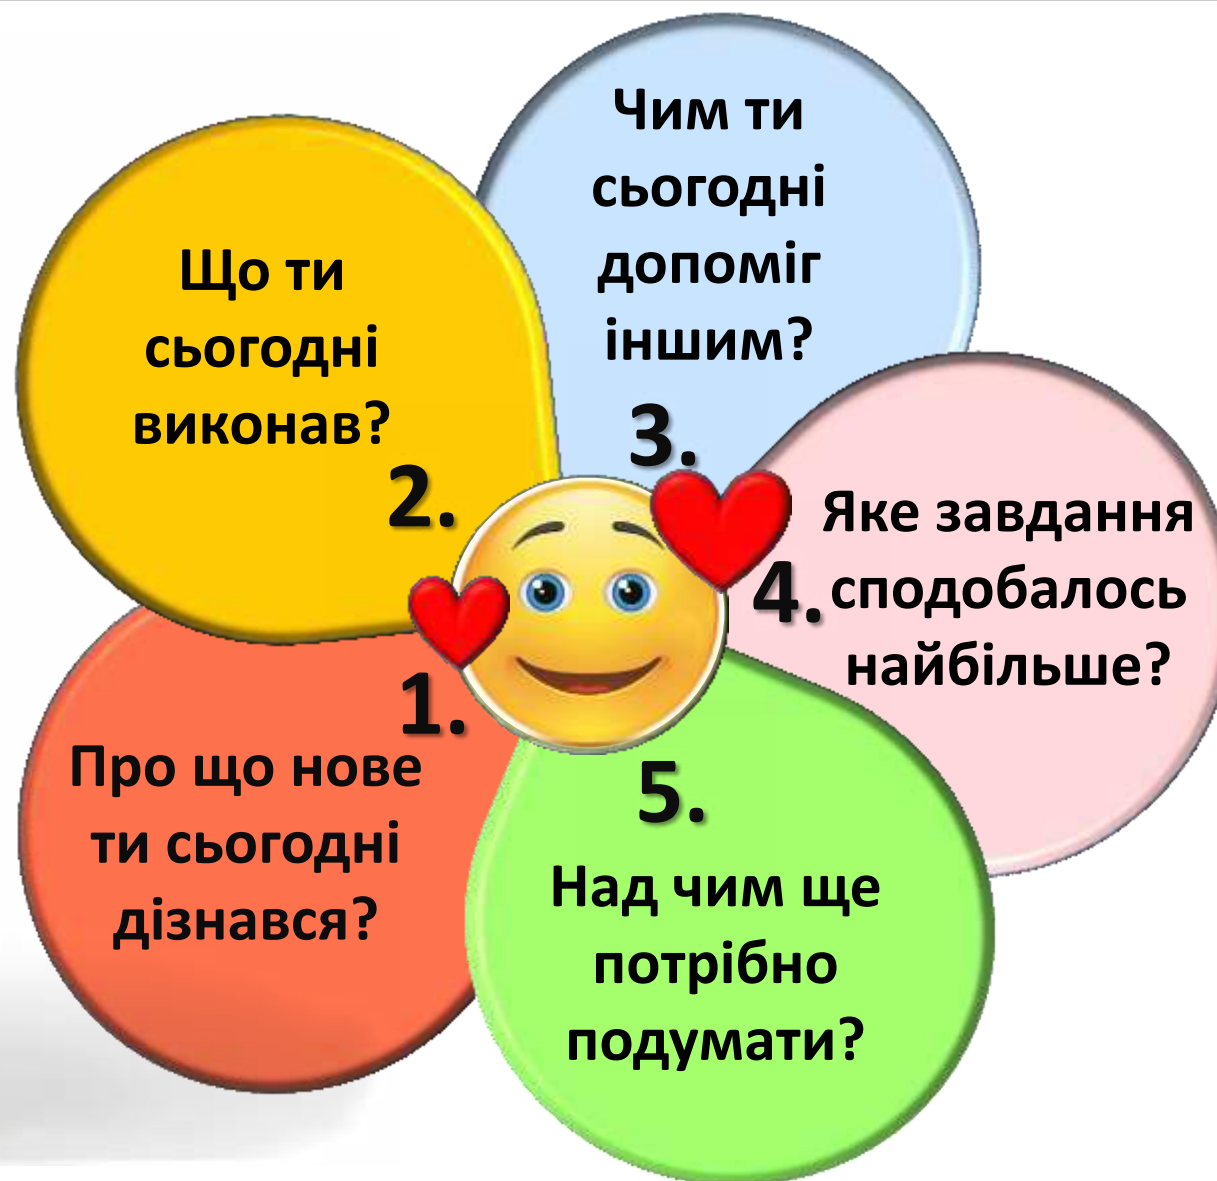 1.
Про що нове
ти сьогодні
дізнався?
Що ти
сьогодні
виконав?
2.
Чим ти
сьогодні
допоміг
іншим?
3.
4.
Яке завдання
сподобалось
найбільше?
5.
Над чим ще
потрібно
подумати?